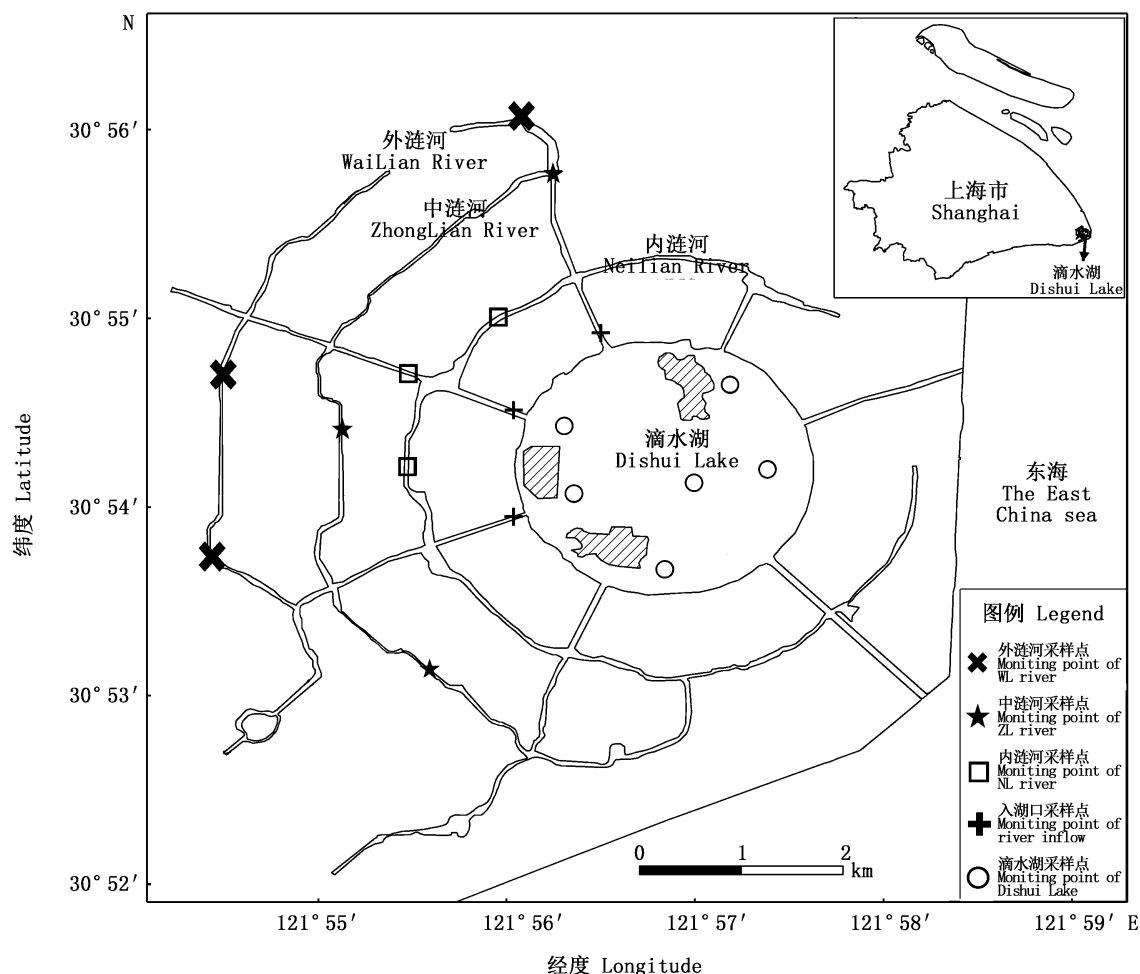 N
30°56′
30°55′
30°54′
30°53′
30°52′
纬度 Latitude
外涟河
WaiLian River
中涟河
ZhongLian River
内涟河
Neilian River
滴水湖
Dishui Lake
上海市
Shanghai
滴水湖
Dishui Lake
东海
The East
China sea
图例 Legend
外涟河采样点
Moniting point of
WL river
中涟河采样点
Moniting point of
ZL river
内涟河采样点
Moniting point of
NL river
入湖口采样点
Moniting point of
river inflow
滴水湖采样点
Moniting point of
Dishui Lake
0 1 2
km
121°55′ 121°56′ 121°57′ 121°58′ 121°59′ E
经度 Longitude